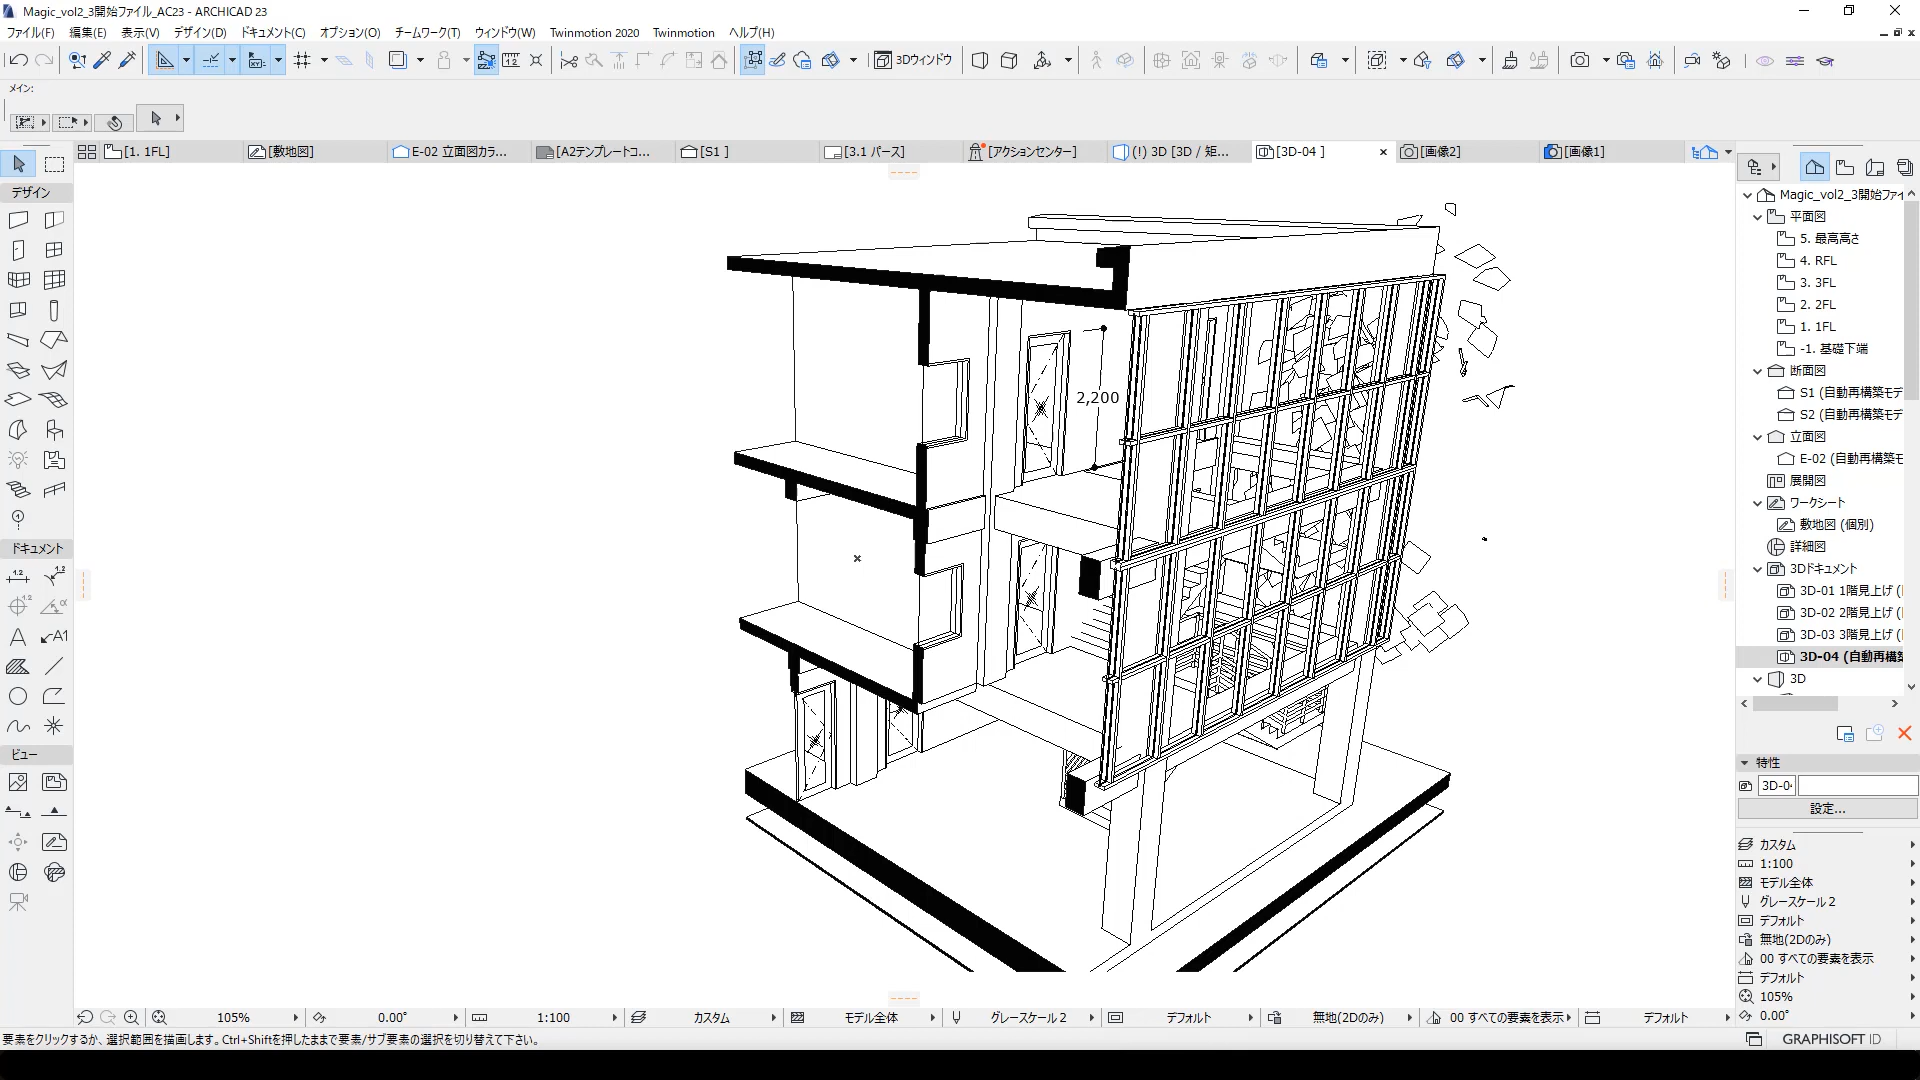 Magic_vol2_3開始ファイル_AC23 - ARCHICAD 23
ファイル(F) 編集(E) 表示(V) デザイン(D) ドキュメント(C) オプション(O) チームワーク(T) ウィンドウ(W) Twinmotion 2020 Twinmotion ヘルプ(H)
3Dウィンドウ
メイン:
[1. 1FL] [敷地図] E-02 立面図カラ... [A2テンプレートコ... [S1 ] [3.1 パース] [アクションセンター] (!) 3D [3D / 矩... [3D-04 ] [画像2] [画像1]
デザイン
ドキュメント
ビュー
2,200
Magic_vol2_3開始ファイ
平面図
5. 最高高さ
4. RFL
3. 3FL
2. 2FL
1. 1FL
-1. 基礎下端
断面図
S1 (自動再構築モデ
S2 (自動再構築モデ
立面図
E-02 (自動再構築モ
展開図
ワークシート
敷地図 (個別)
詳細図
3Dドキュメント
3D-01 1階見上げ (
3D-02 2階見上げ (
3D-03 3階見上げ (
3D-04 (自動再構築
3D
特性
3D-0
設定...
カスタム
1:100
モデル全体
グレースケール 2
デフォルト
無地(2Dのみ)
00 すべての要素を表示
デフォルト
105%
0.00°
105% 0.00° 1:100 カスタム モデル全体 グレースケール 2 デフォルト 無地(2Dのみ) 00 すべての要素を表示 デフォルト
要素をクリックするか、選択範囲を描画します。Ctrl+Shiftを押したままで要素/サブ要素の選択を切り替えて下さい。
GRAPHISOFT ID